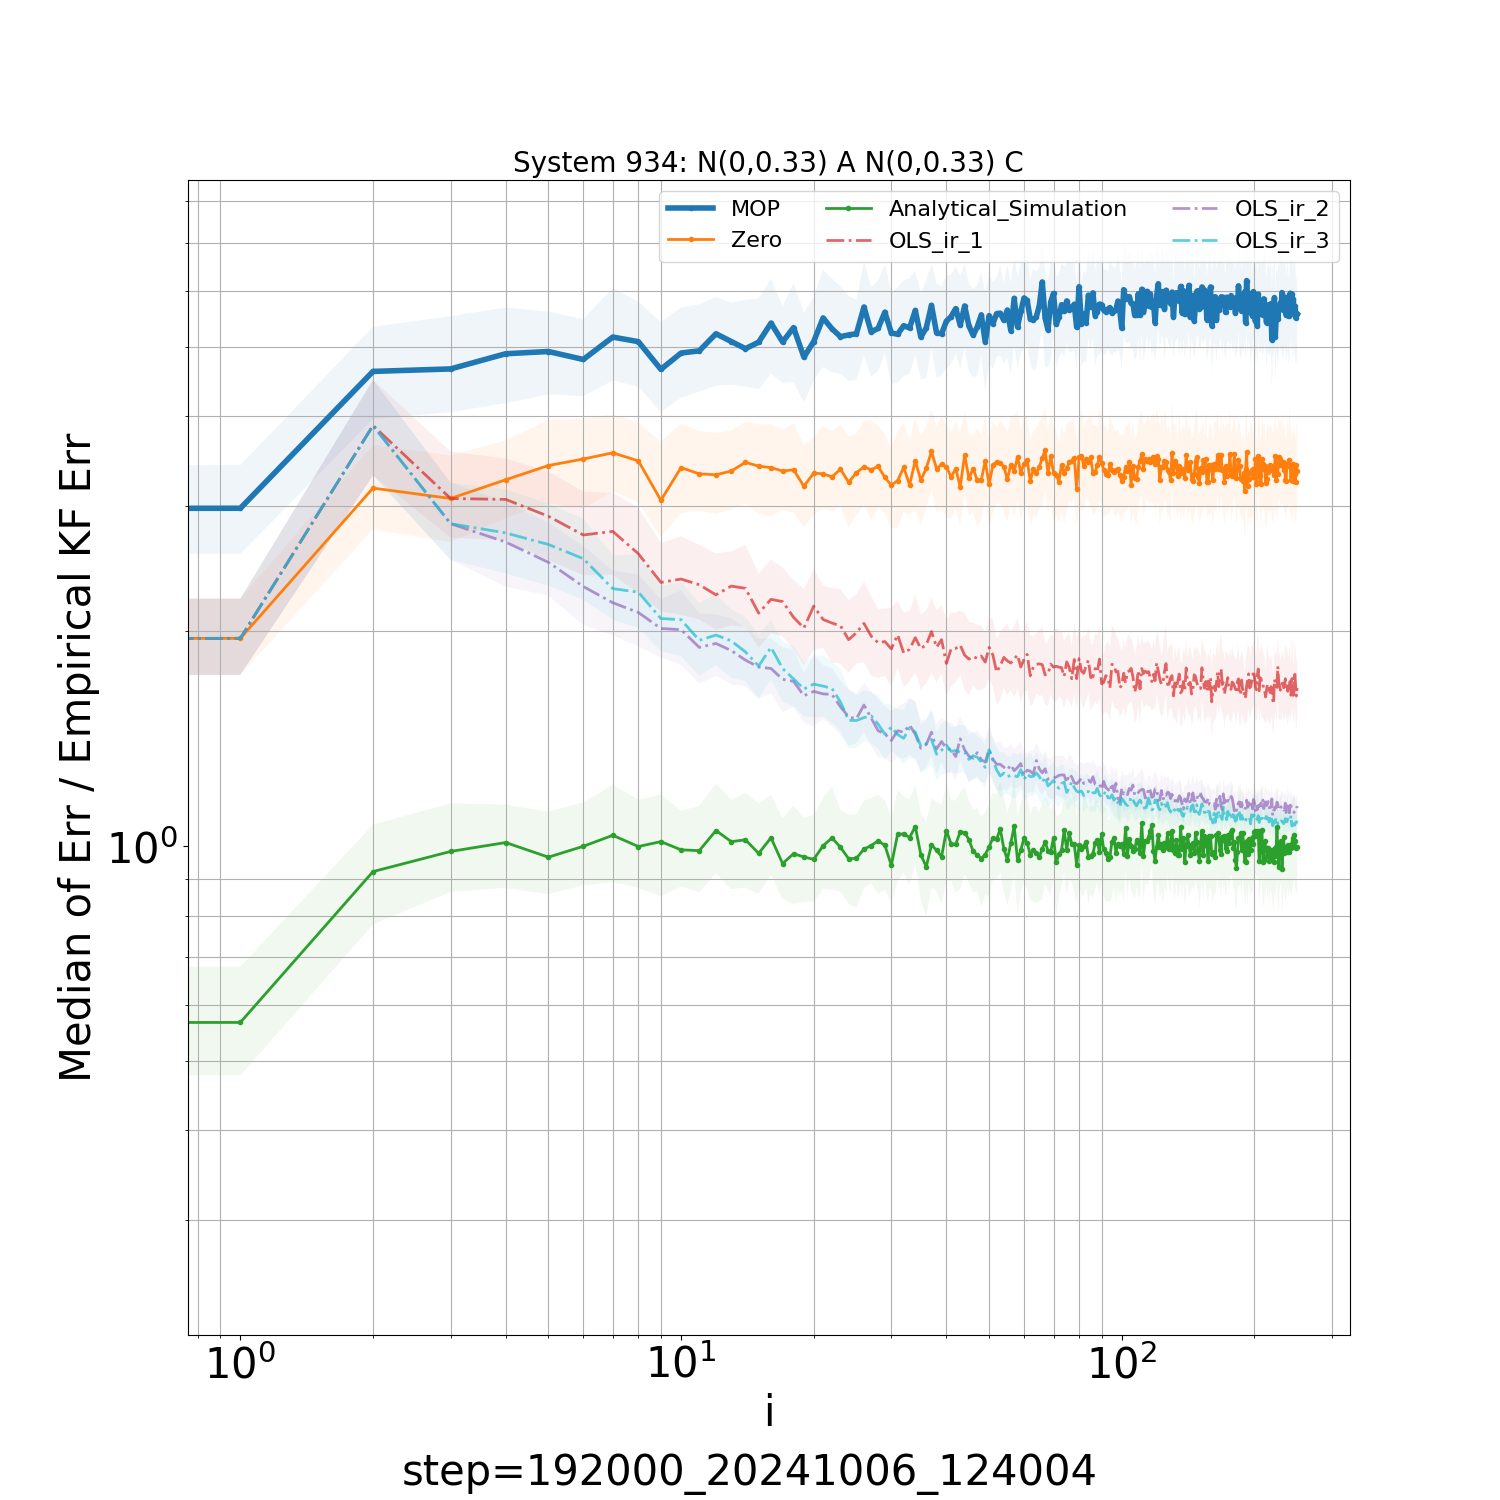 System 934: N(0,0.33) A N(0,0.33) C
MOP
Zero
Analytical_Simulation
OLS_ir_1
OLS_ir_2
OLS_ir_3
Median of Err / Empirical KF Err
10⁰
10⁰ 10¹ 10²
i
step=192000_20241006_124004